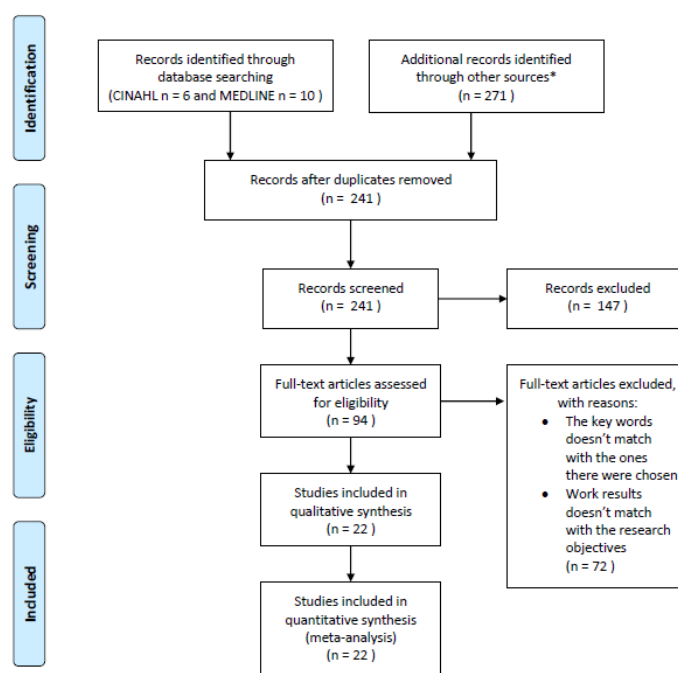 Identification
Records identified through
database searching
(CINAHL n = 6 and MEDLINE n = 10 )
Additional records identified
through other sources*
(n = 271 )
Records after duplicates removed
(n = 241 )
Screening
Records screened
(n = 241 )
Records excluded
(n = 147 )
Eligibility
Full-text articles assessed
for eligibility
(n = 94 )
Full-text articles excluded,
with reasons:
● The key words
doesn't match
with the ones
there were chosen
● Work results
doesn't match
with the research
objectives
(n = 72 )
Studies included in
qualitative synthesis
(n = 22 )
Included
Studies included in
quantitative synthesis
(meta-analysis)
(n = 22 )